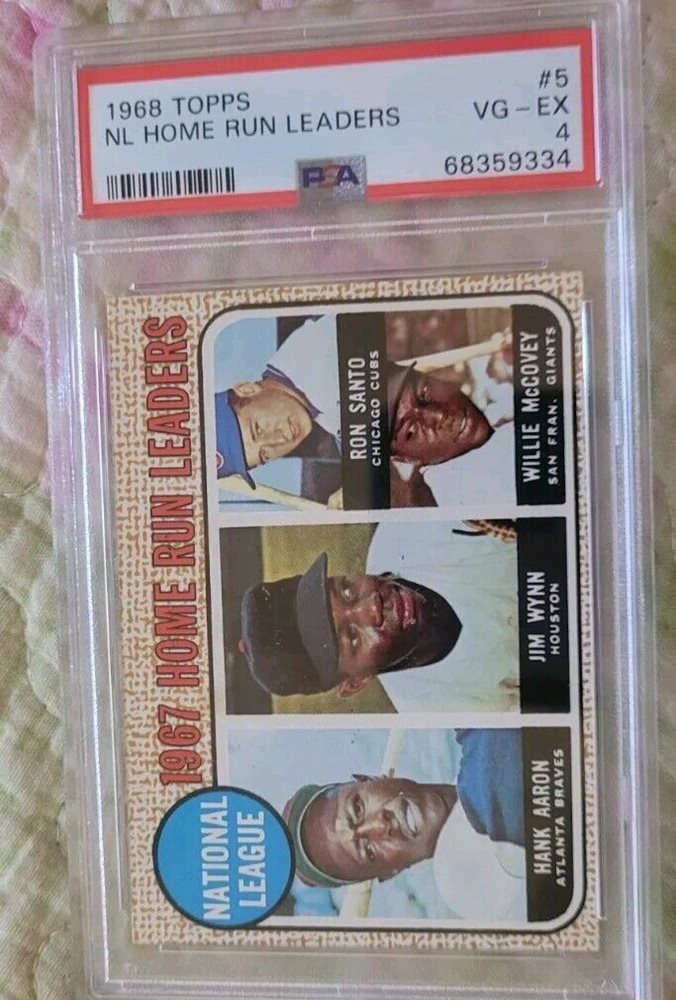 1968 TOPPS
#5
NL HOME RUN LEADERS
VG-EX
4
68359334
PSA
1967 HOME RUN LEADERS
NATIONAL
LEAGUE
HANK AARON
ATLANTA BRAVES
JIM WYNN
HOUSTON
RON SANTO
CHICAGO CUBS
WILLIE McCOVEY
SAN FRAN. GIANTS